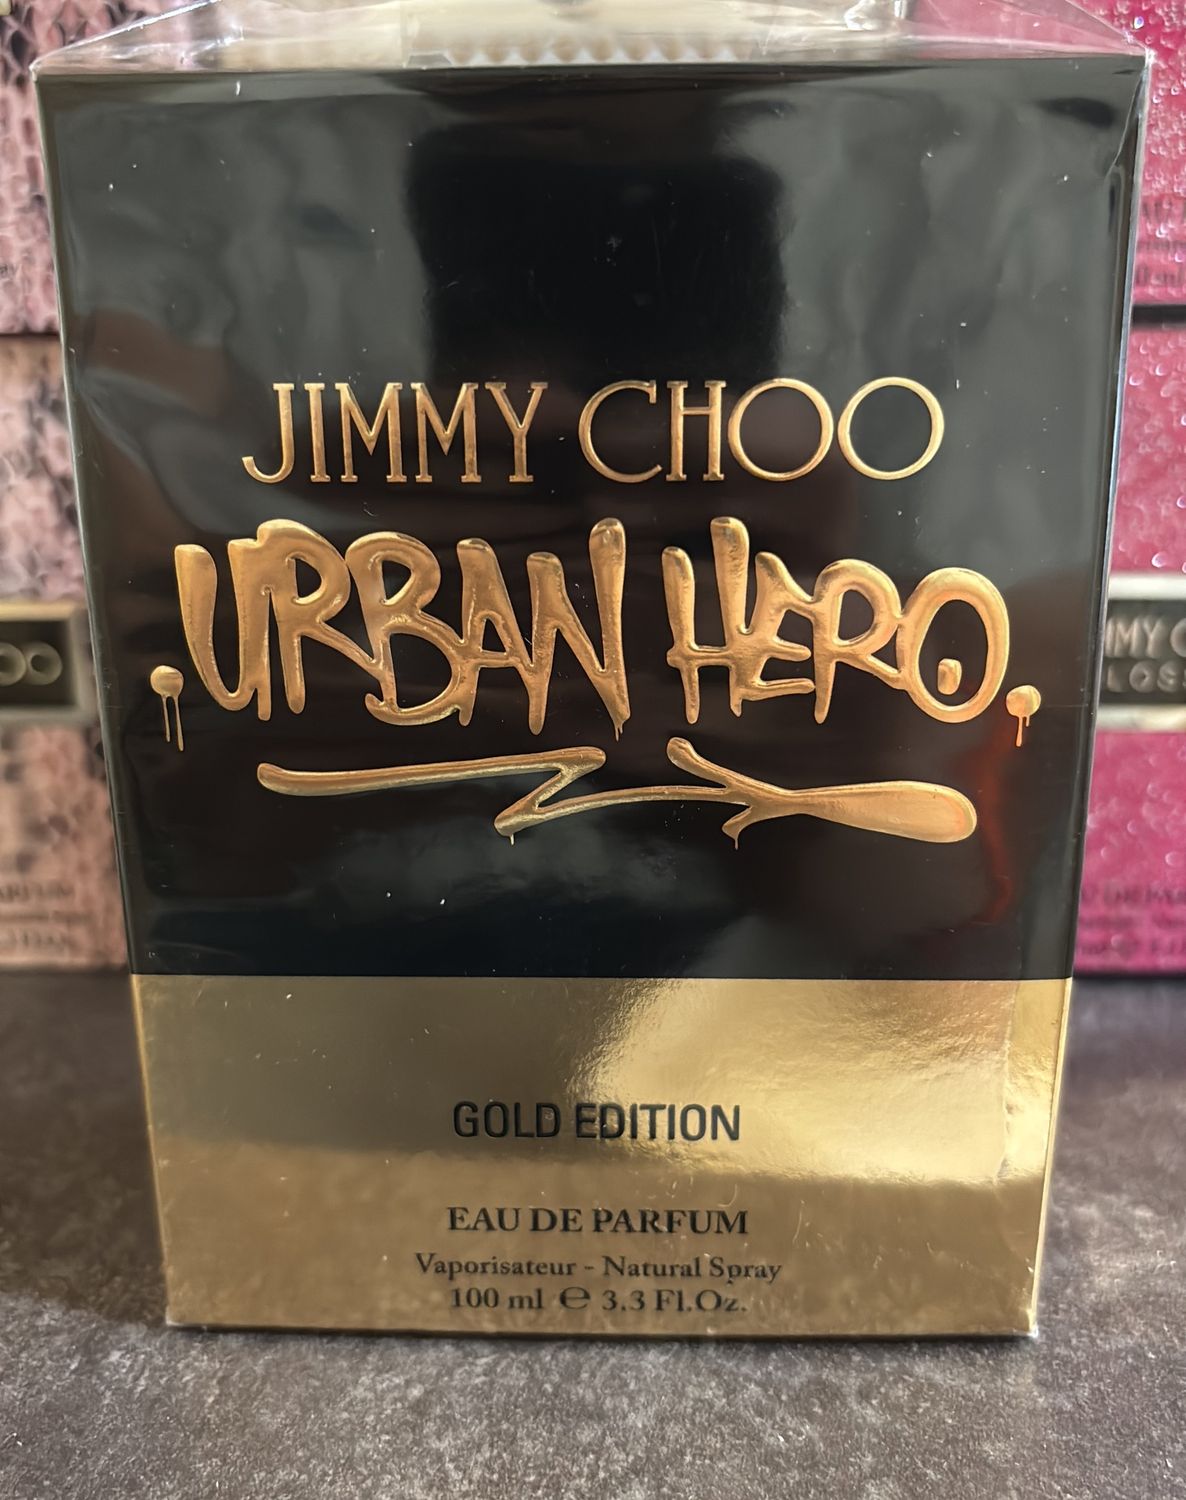 JIMMY CHOO
.URBAN HERO.
GOLD EDITION
EAU DE PARFUM
Vaporisateur - Natural Spray
100 ml ℮ 3.3 Fl.Oz.